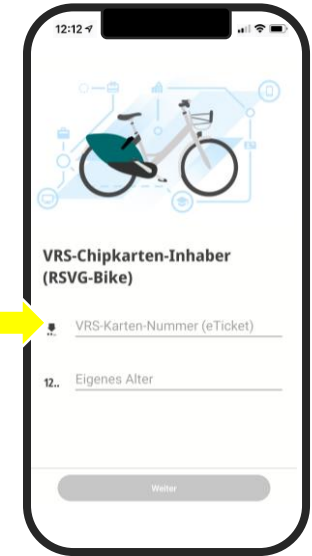 12:12
VRS-Chipkarten-Inhaber
(RSVG-Bike)
VRS-Karten-Nummer (eTicket)
12.. Eigenes Alter
Weiter